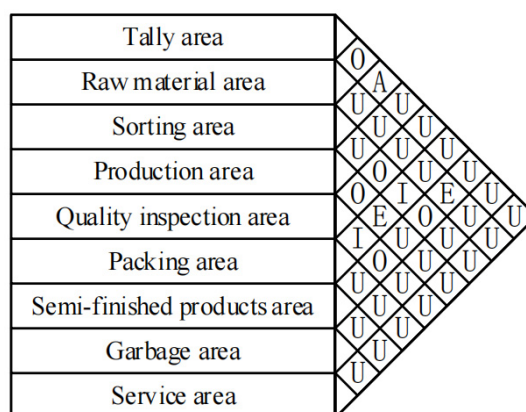 Tally area
O
Raw material area A
U U
Sorting area U U
U U U
Production area O U U
O I E U
Quality inspection area E O U U
I U U U
Packing area O U U
U U U
Semi-finished products area U U
U U
Garbage area U
U
Service area